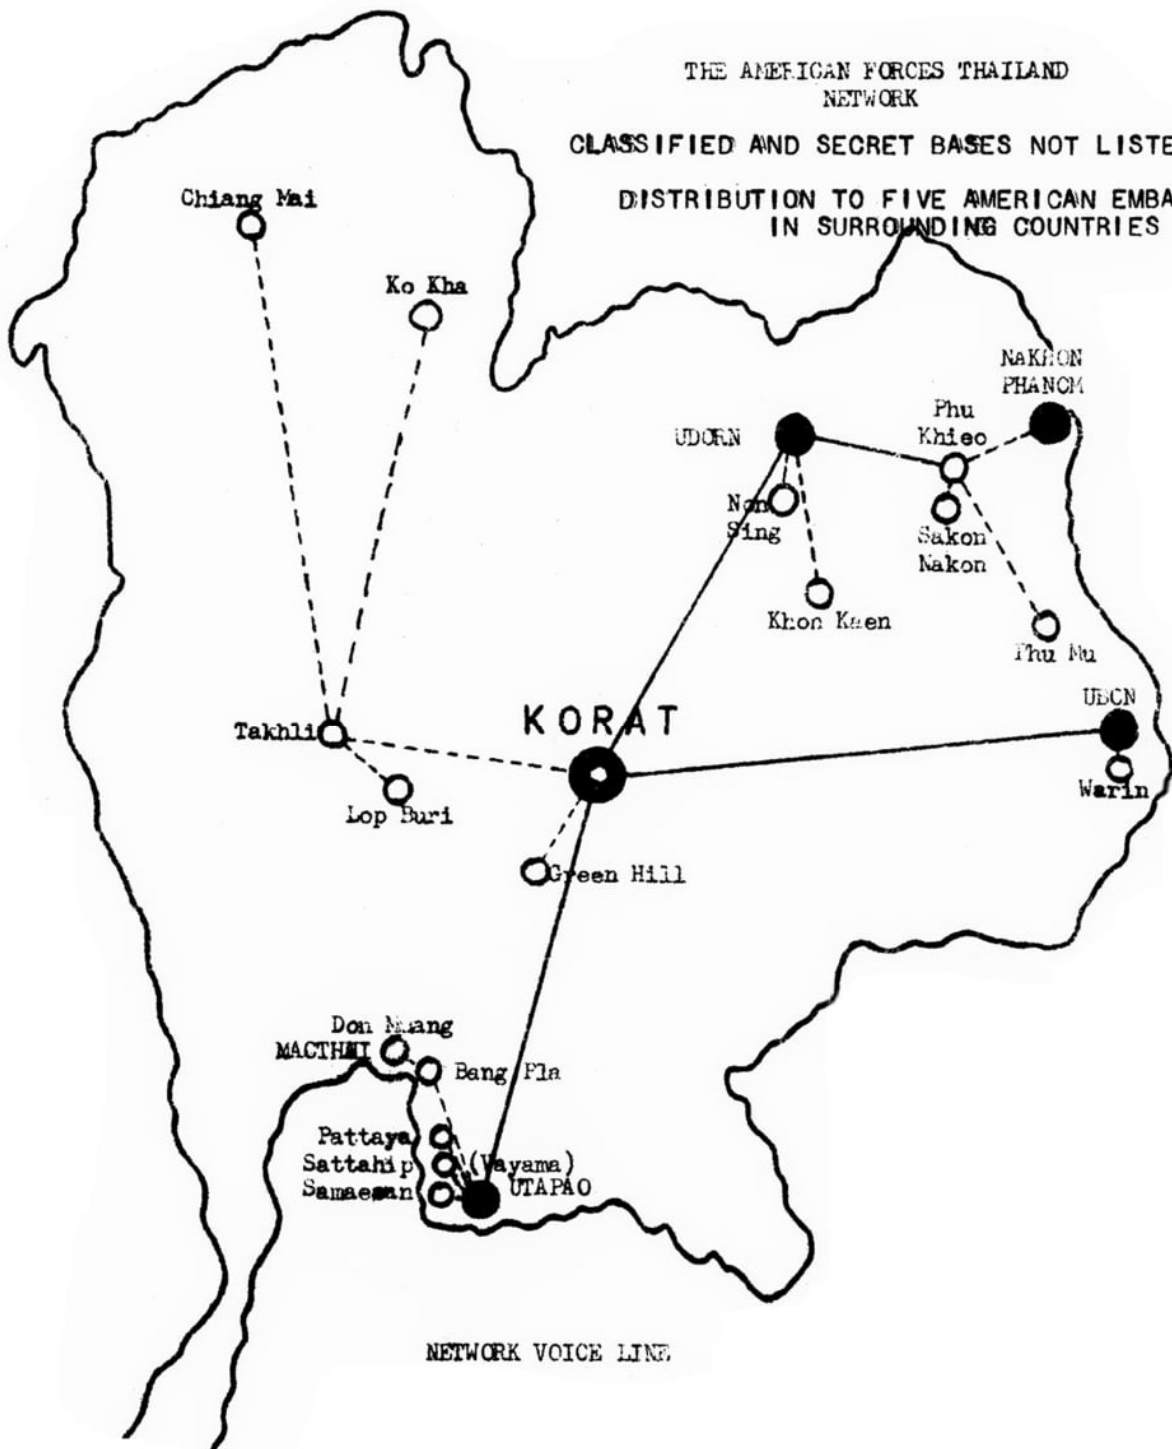 THE AMERICAN FORCES THAILAND
NETWORK
CLASSIFIED AND SECRET BASES NOT LISTE
DISTRIBUTION TO FIVE AMERICAN EMBA
IN SURROUNDING COUNTRIES
Chiang Mai
Ko Kha
NAKHON
PHANOM
Phu
Khieo
UDORN
Non
Sing
Sakon
Nakon
Khon Kaen
Phu Mu
UBON
KORAT
Takhli
Warin
Lop Buri
Green Hill
Don Muang
MACTHAI
Bang Pla
Pattaya
Sattahip (Vayama)
Samaesan UTAPAO
NETWORK VOICE LINE